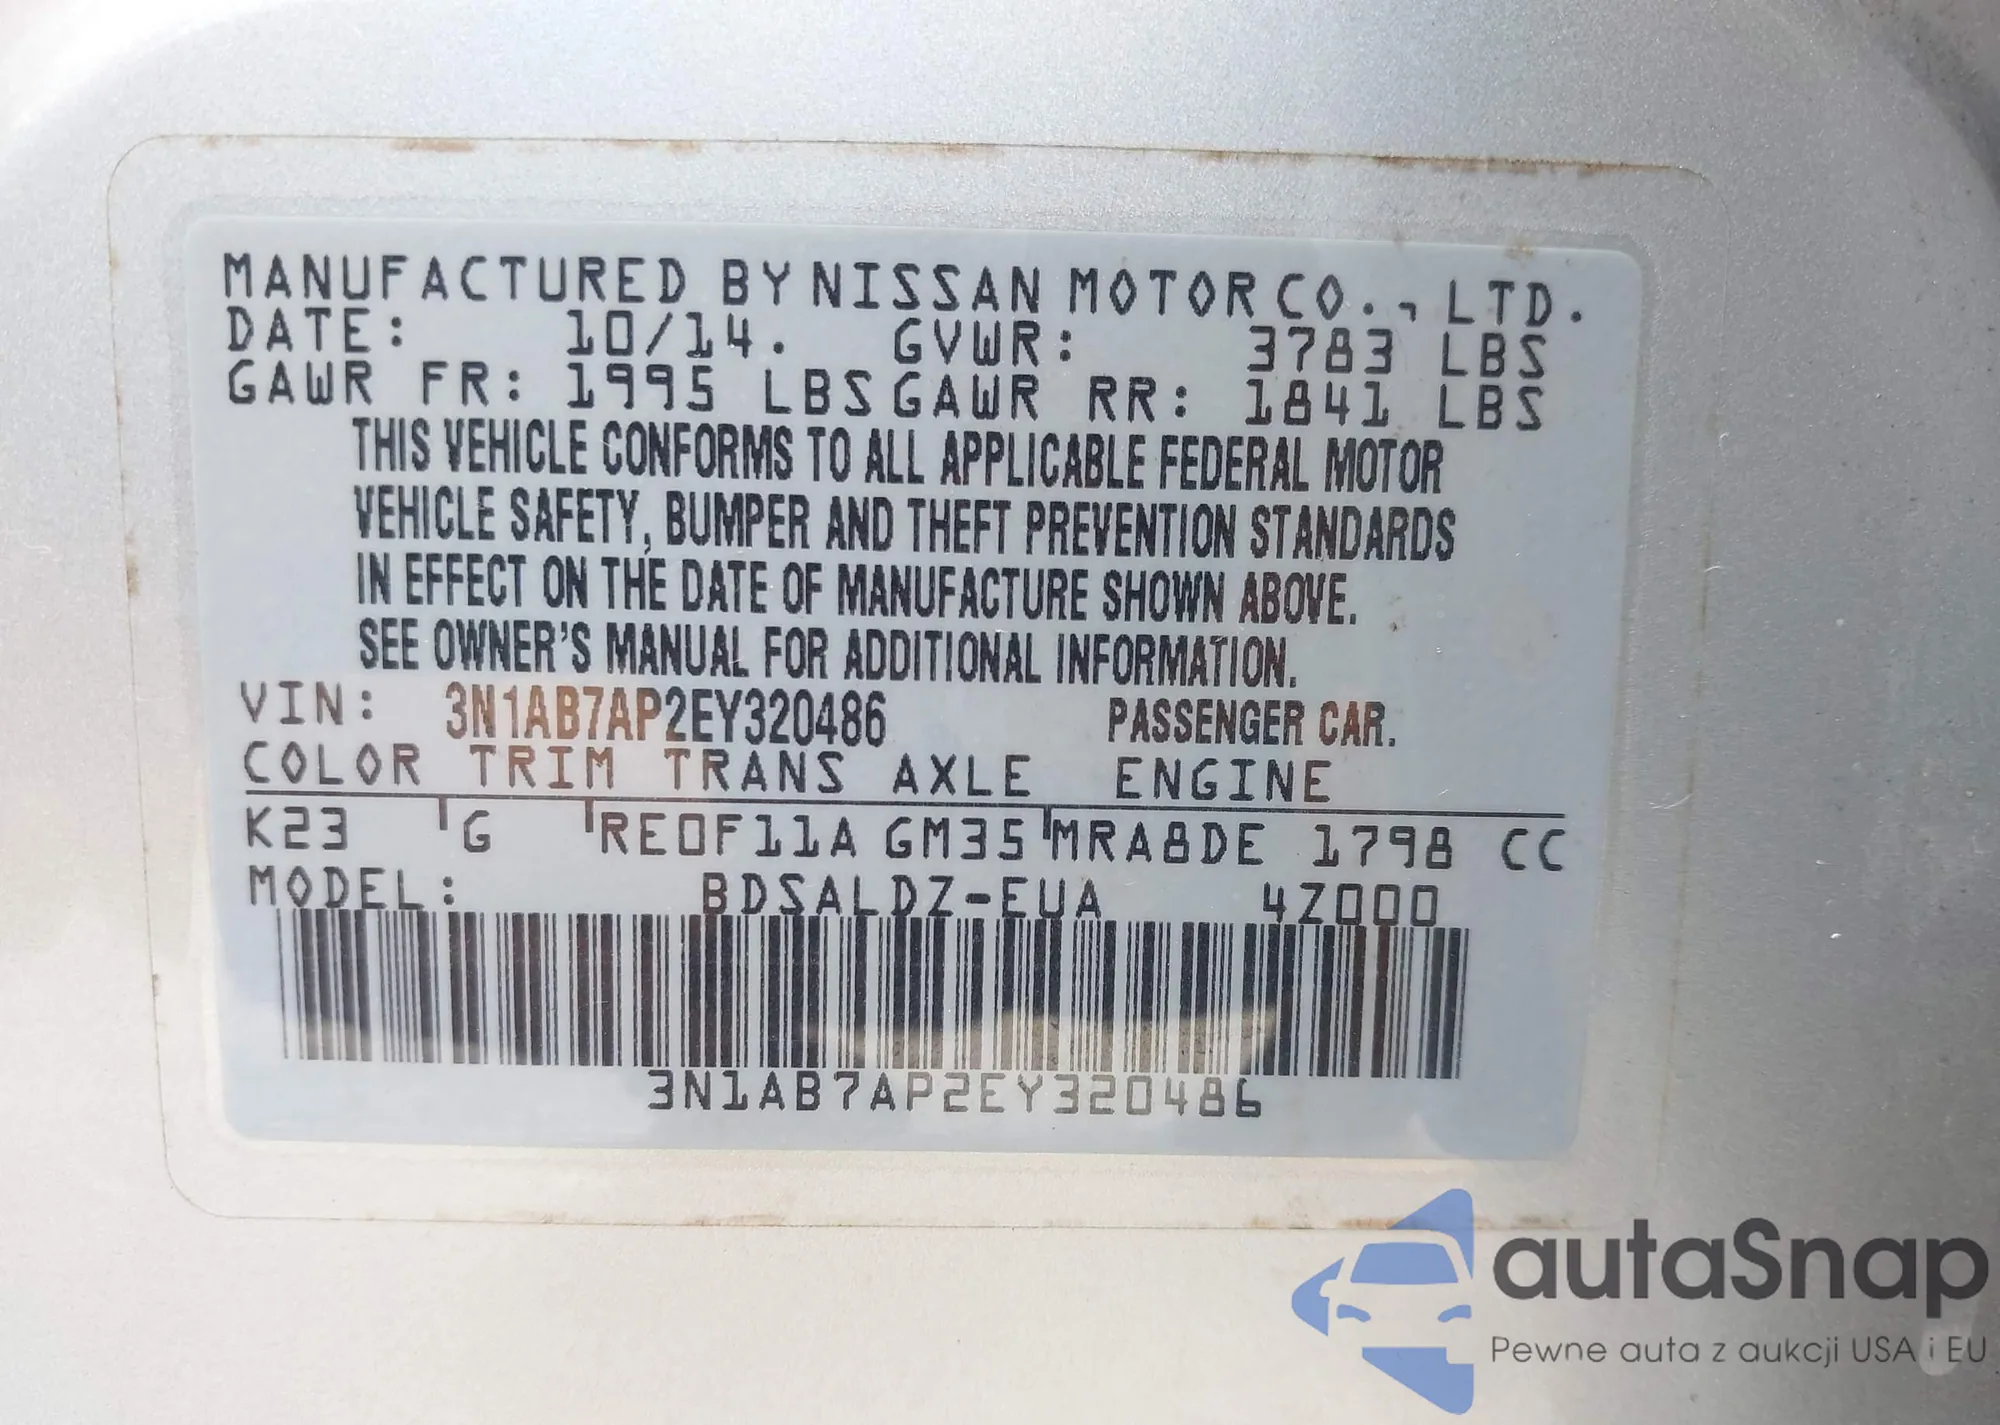 MANUFACTURED BY NISSAN MOTOR CO., LTD.
DATE: 10/14. GVWR: 3783 LBS
GAWR FR: 1995 LBS GAWR RR: 1841 LBS
THIS VEHICLE CONFORMS TO ALL APPLICABLE FEDERAL MOTOR
VEHICLE SAFETY, BUMPER AND THEFT PREVENTION STANDARDS
IN EFFECT ON THE DATE OF MANUFACTURE SHOWN ABOVE.
SEE OWNER'S MANUAL FOR ADDITIONAL INFORMATION.
VIN: 3N1AB7AP2EY320486 PASSENGER CAR.
COLOR TRIM TRANS AXLE ENGINE
K23 G RE0F11A GM35 MRA8DE 1798 CC
MODEL: BDSALDZ-EUA 4Z000
3N1AB7AP2EY320486
autaSnap
Pewne auta z aukcji USA i EU